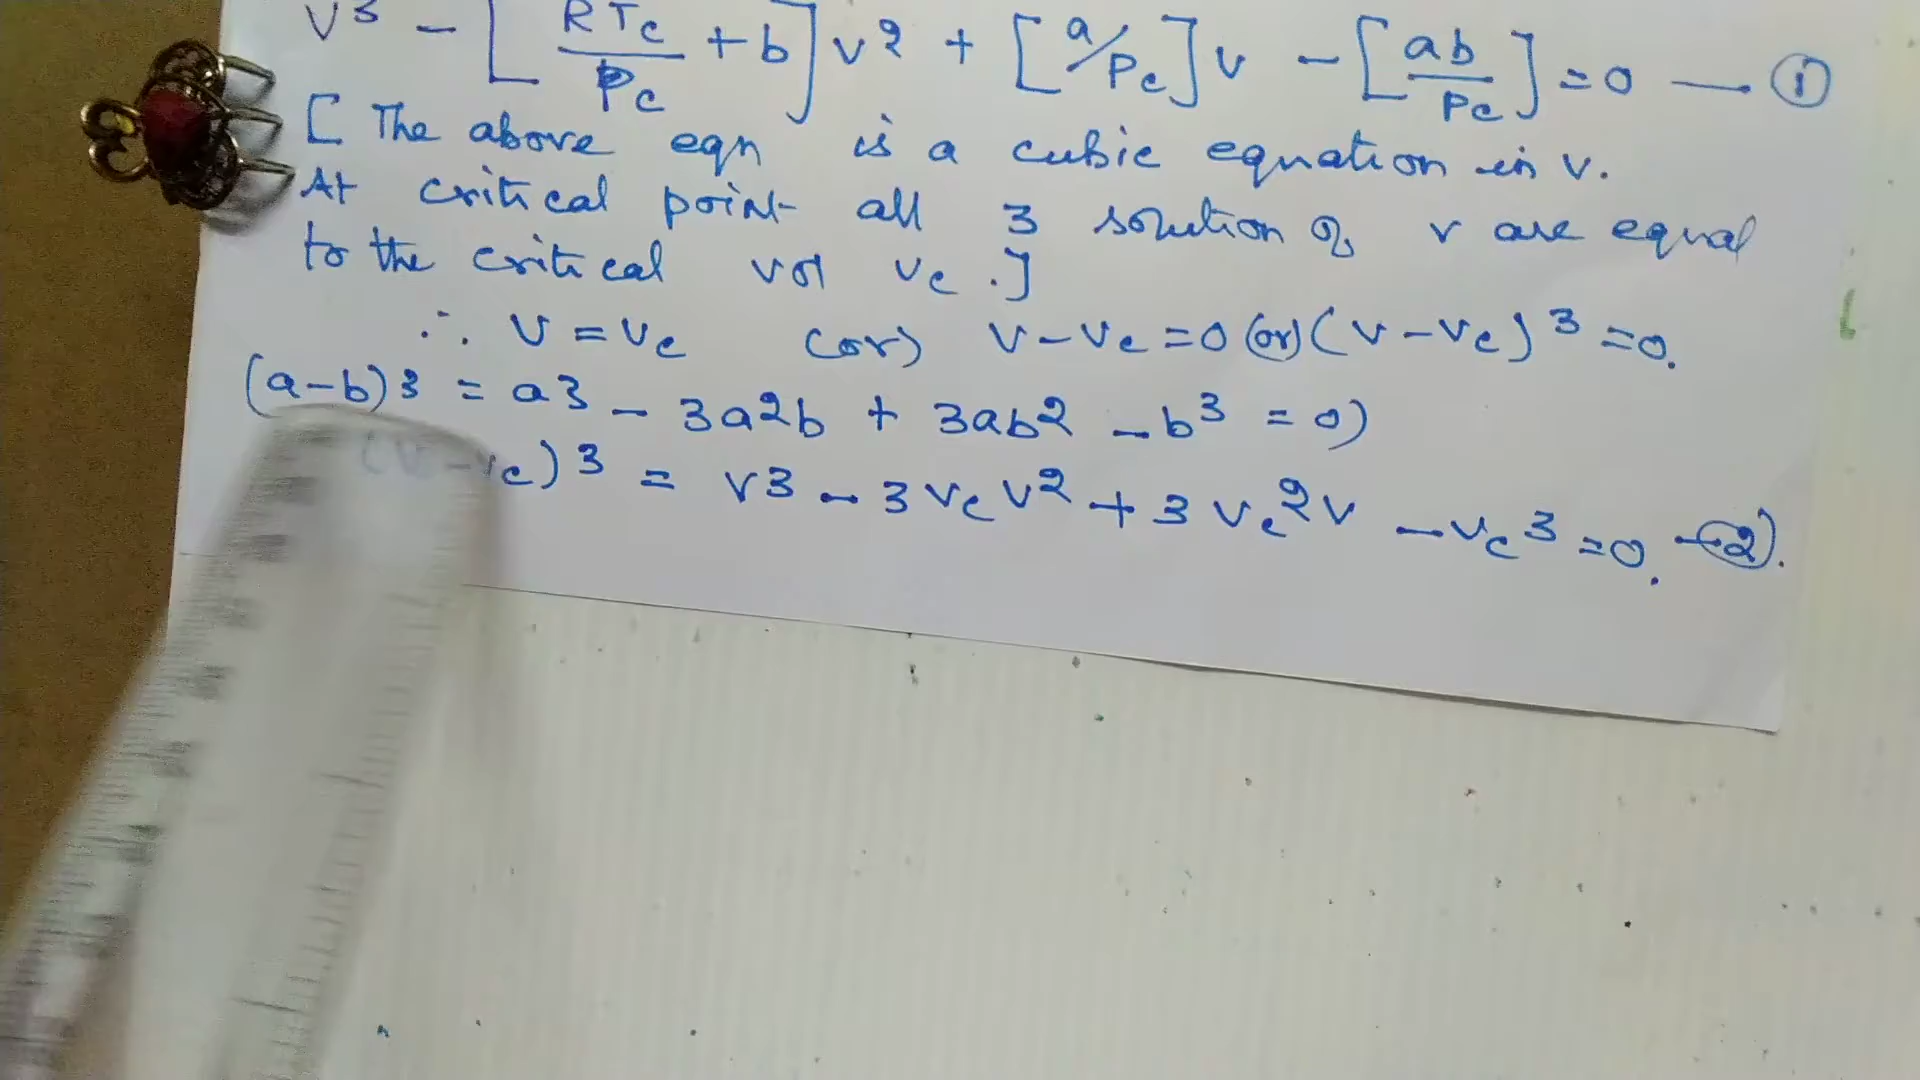 V3 - [ RTc/Pc + b ] v2 + [ a/Pc ] v - [ ab/Pc ] = 0 — (1)
[ The above eqn is a cubic equation in v.
At critical point all 3 solution of v are equal
to the critical vol vc .]
∴ V = Vc (or) V - Vc = 0 (or) (V - Vc)3 = 0.
(a-b)3 = a3 - 3a2b + 3ab2 - b3 = 0)
(V-Vc)3 = V3 - 3VcV2 + 3Vc2V - Vc3 = 0. -(2).